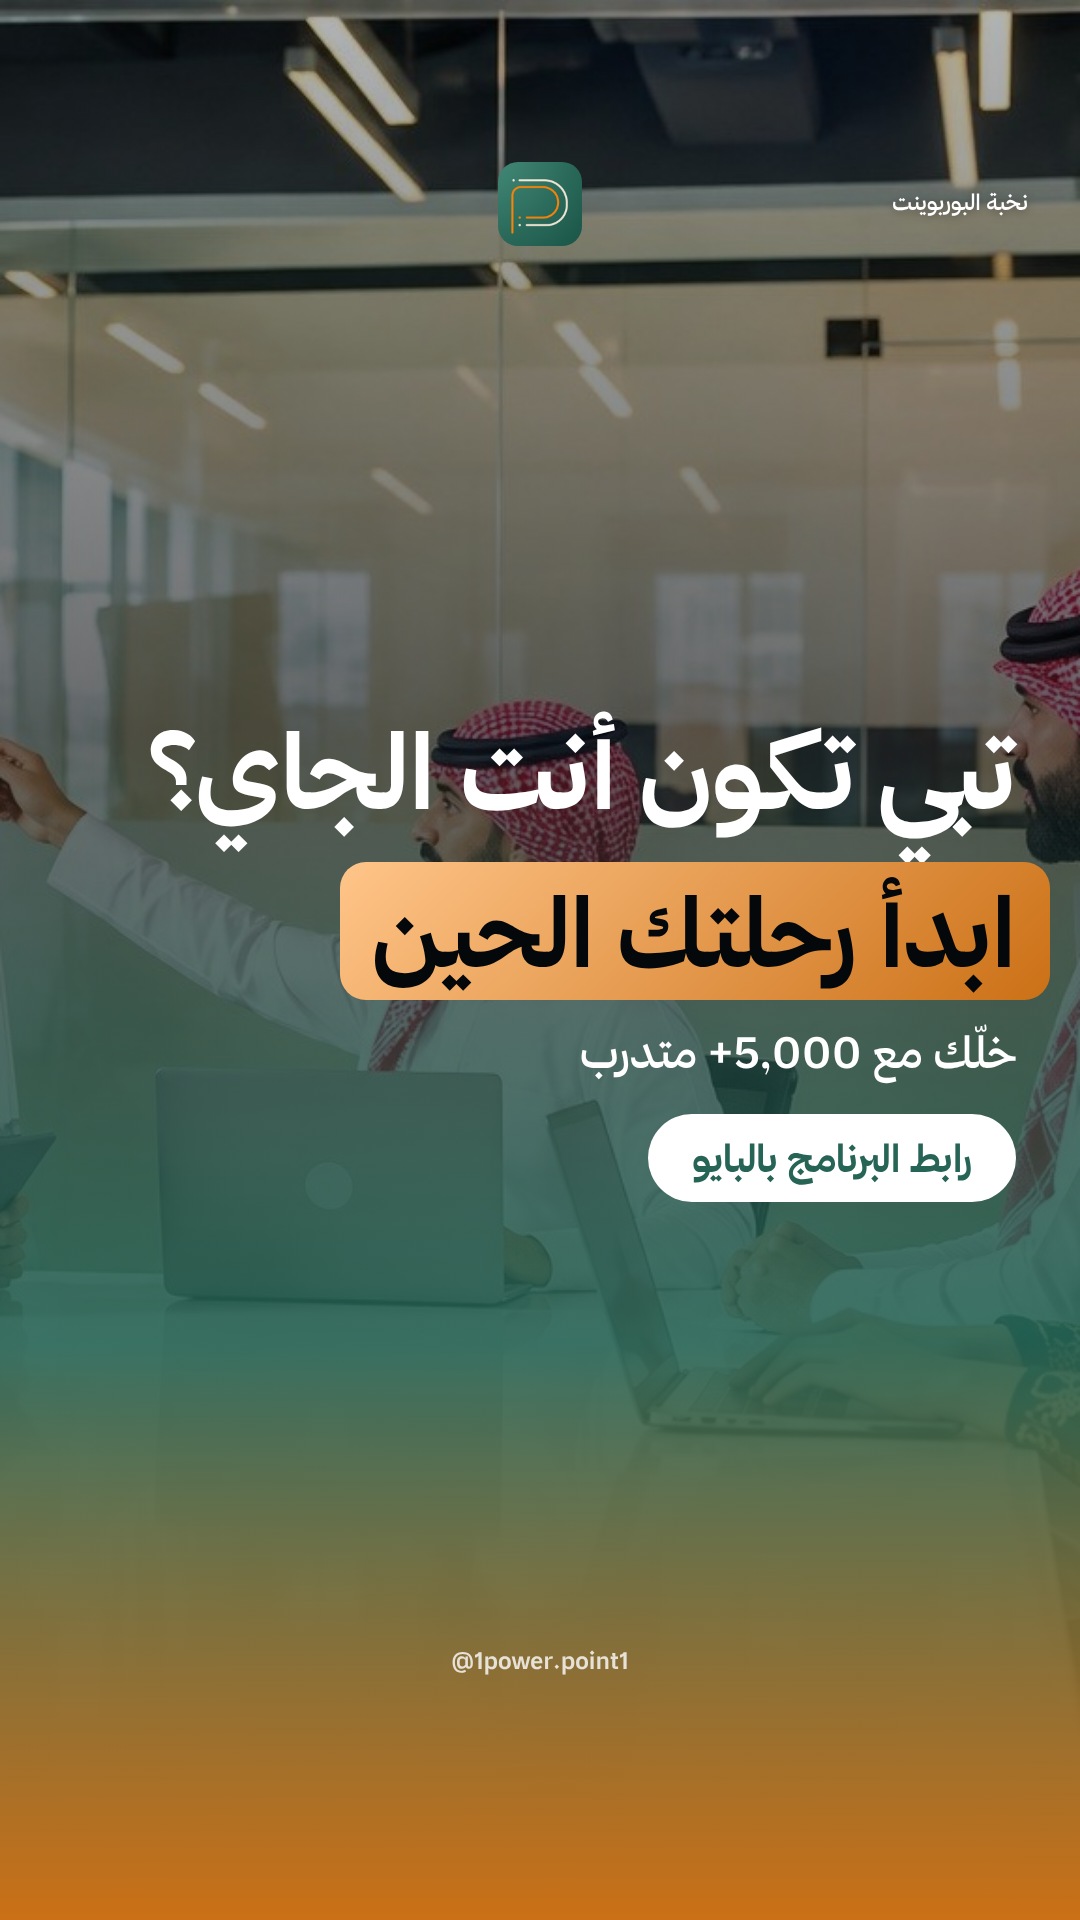 نخبة البوربوينت
تبي تكون أنت الجاي؟
ابدأ رحلتك الحين
خلّك مع 5,000+ متدرب
رابط البرنامج بالبايو
@1power.point1